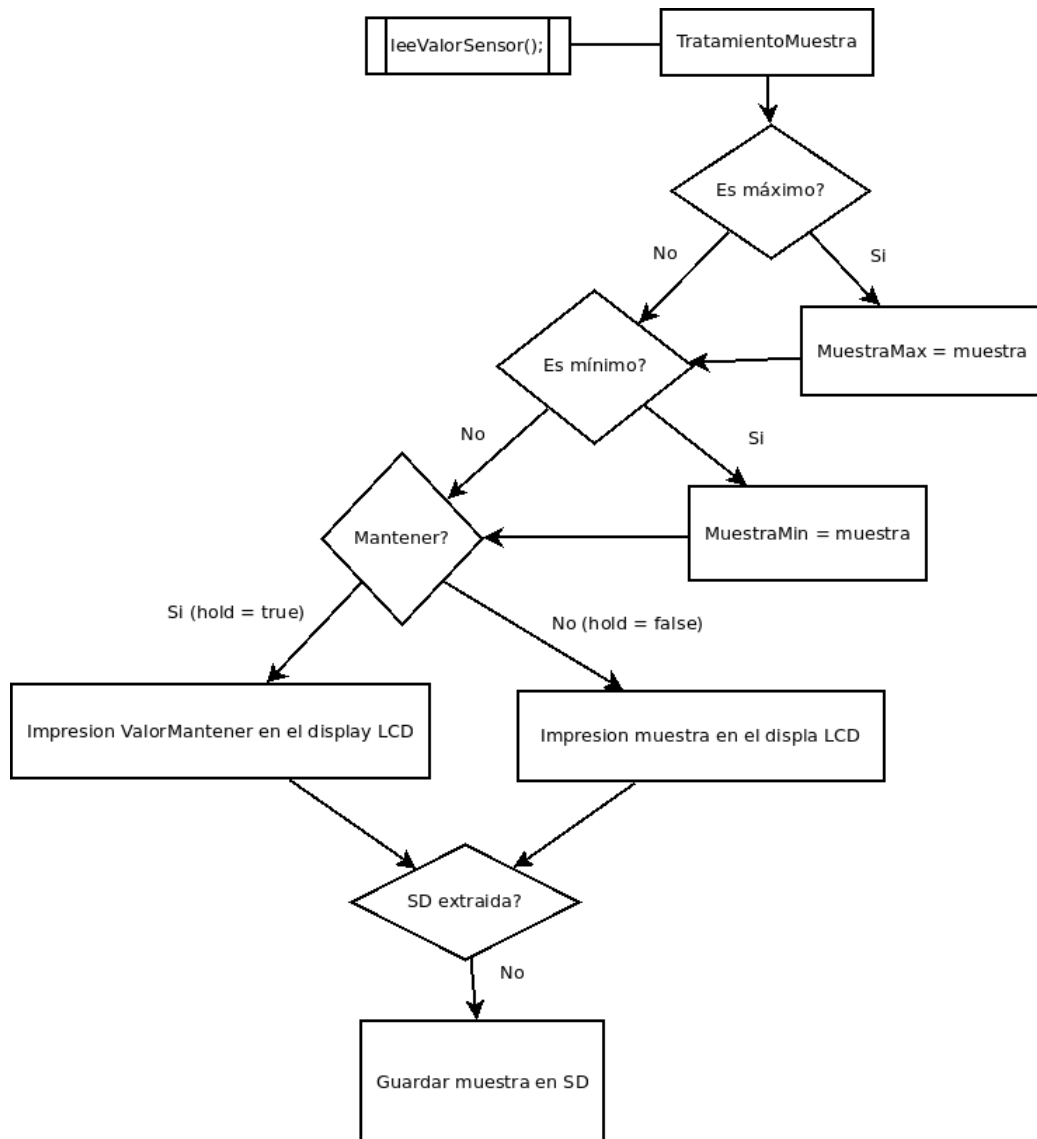 leeValorSensor();
TratamientoMuestra
Es máximo?
No
Si
MuestraMax = muestra
Es mínimo?
No
Si
MuestraMin = muestra
Mantener?
Si (hold = true)
No (hold = false)
Impresion ValorMantener en el display LCD
Impresion muestra en el displa LCD
SD extraida?
No
Guardar muestra en SD